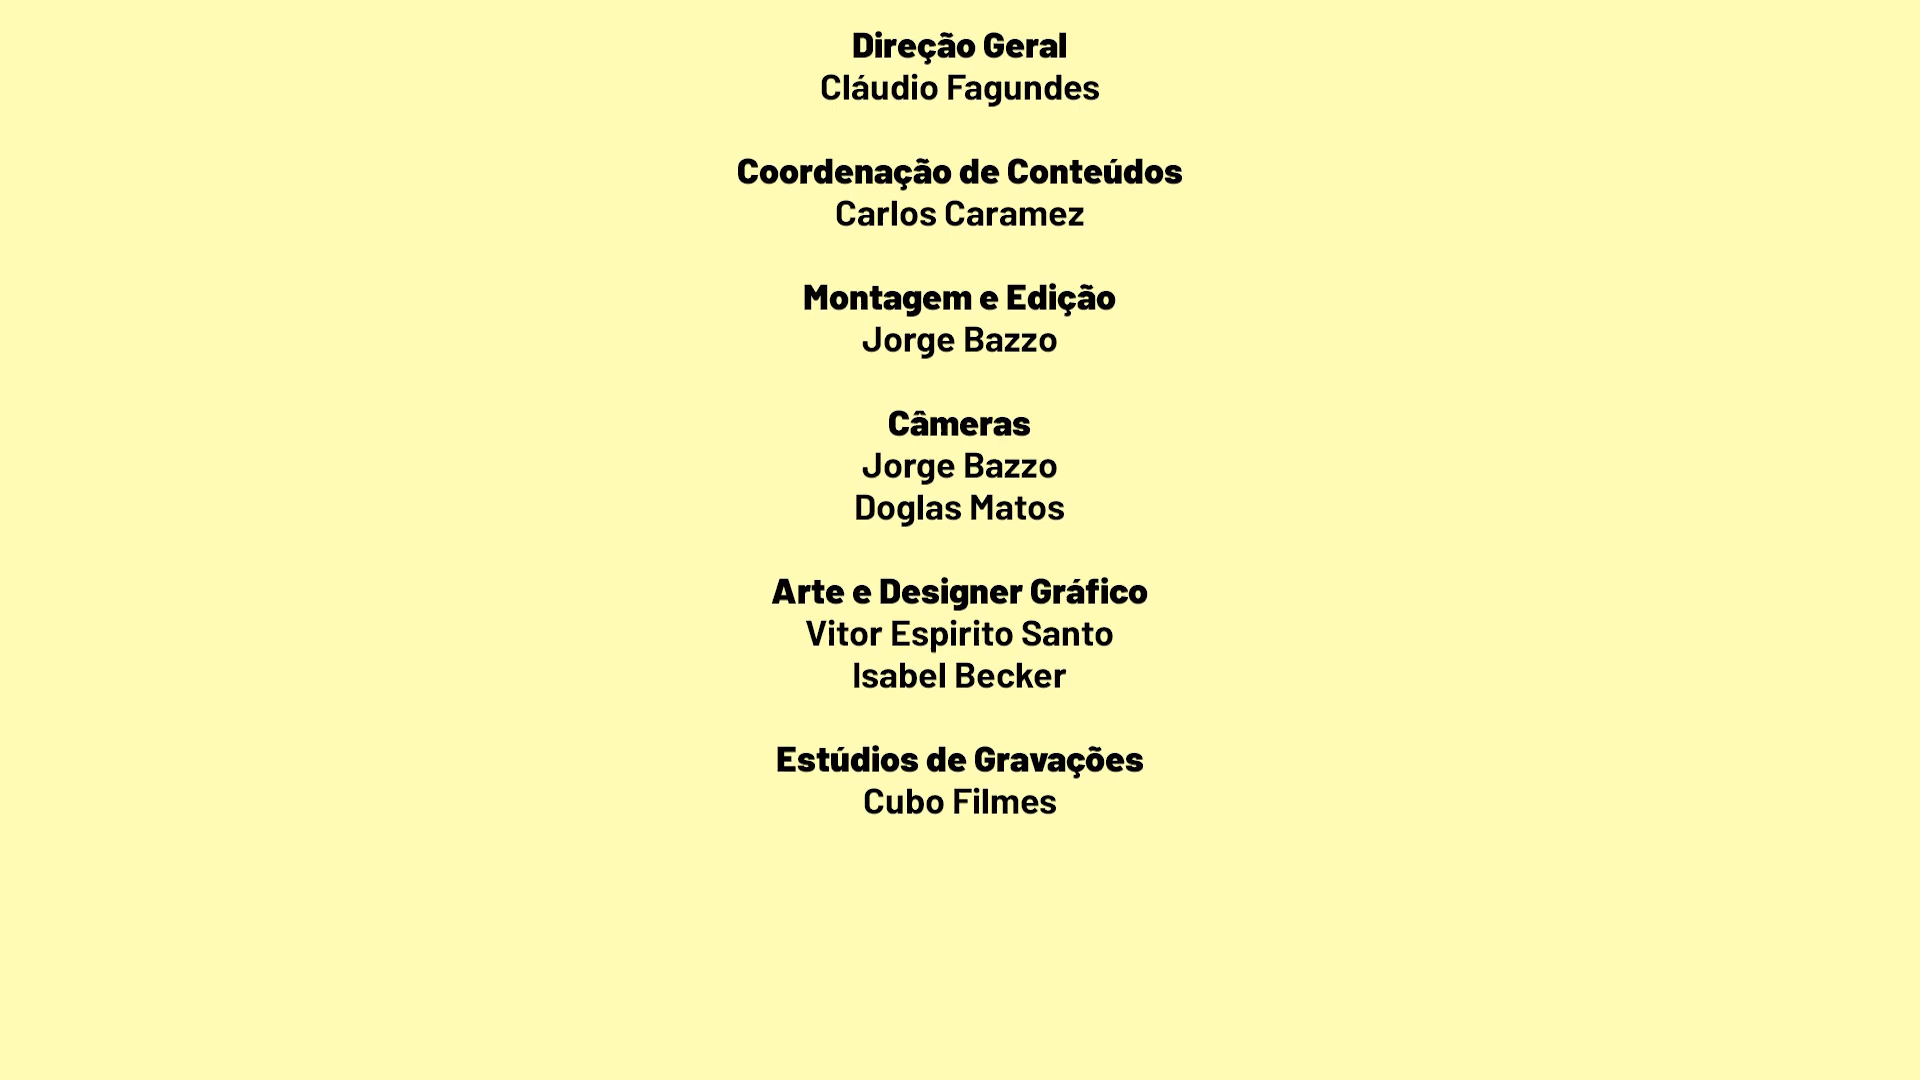 Direção Geral
Cláudio Fagundes
Coordenação de Conteúdos
Carlos Caramez
Montagem e Edição
Jorge Bazzo
Câmeras
Jorge Bazzo
Doglas Matos
Arte e Designer Gráfico
Vitor Espirito Santo
Isabel Becker
Estúdios de Gravações
Cubo Filmes